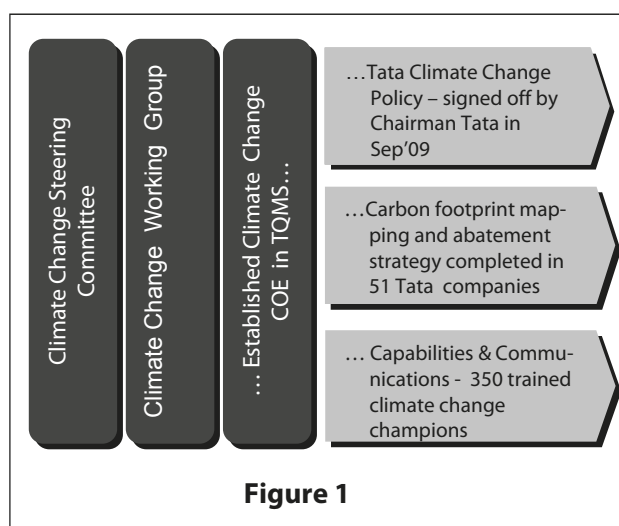 Climate Change Steering
Committee
Climate Change Working Group
... Established Climate Change
COE in TQMS...
...Tata Climate Change
Policy – signed off by
Chairman Tata in
Sep’09
...Carbon footprint map-
ping and abatement
strategy completed in
51 Tata companies
... Capabilities & Commu-
nications - 350 trained
climate change
champions
Figure 1